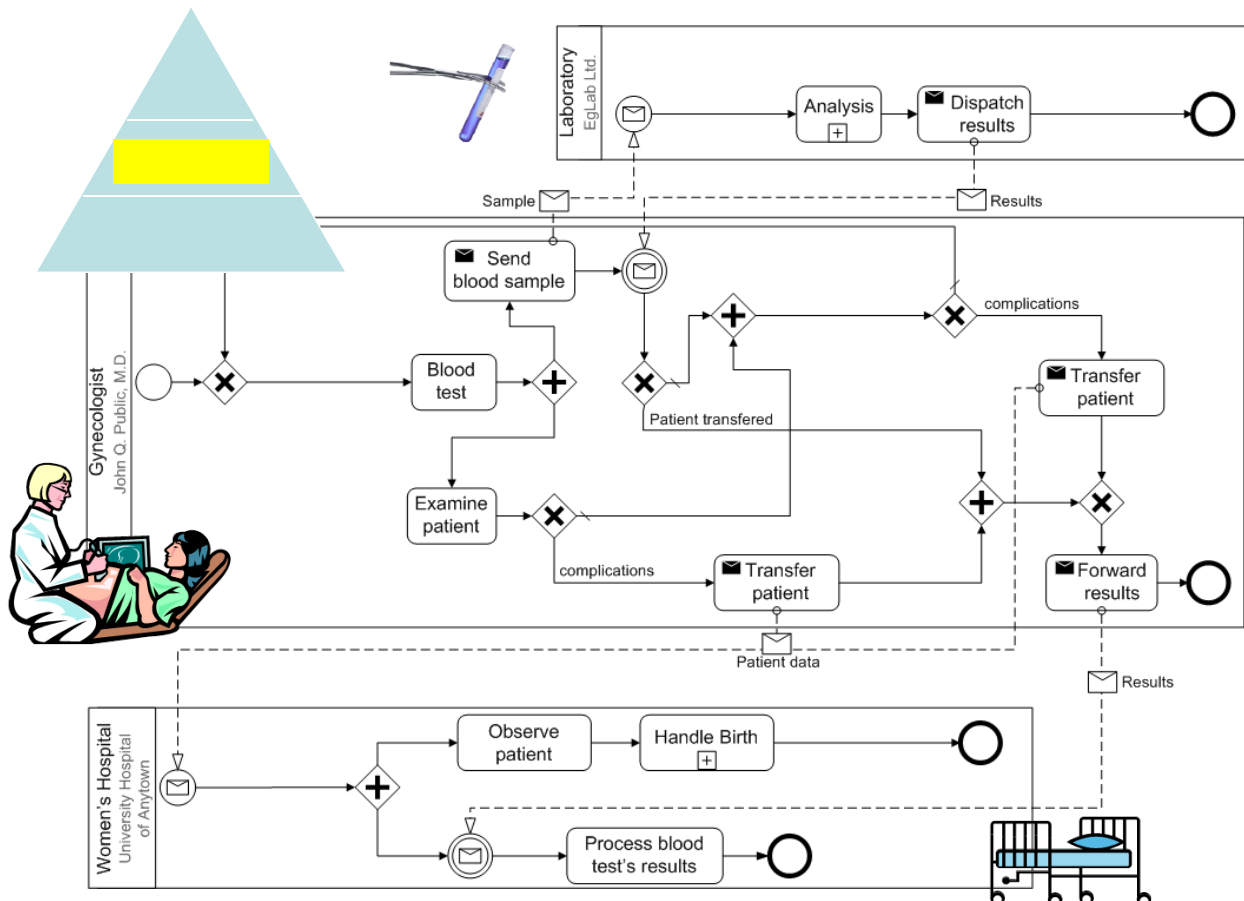 Laboratory
EgLab Ltd.
Analysis
Dispatch
results
Sample
Results
Gynecologist
John Q. Public, M.D.
Send
blood sample
complications
Blood
test
Transfer
patient
Patient transfered
Examine
patient
complications
Transfer
patient
Forward
results
Patient data
Results
Women's Hospital
University Hospital
of Anytown
Observe
patient
Handle Birth
Process blood
test's results